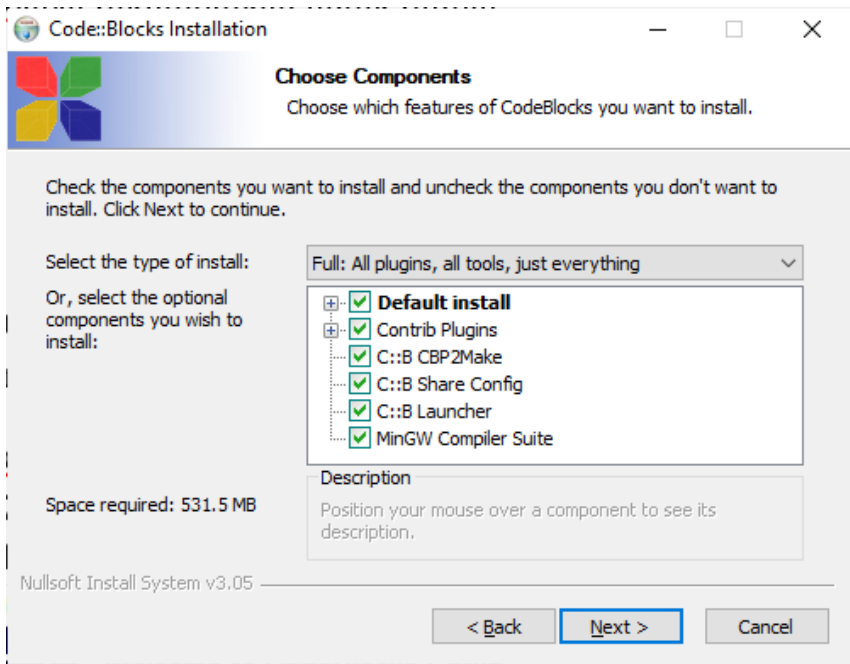 Code::Blocks Installation
Choose Components
Choose which features of CodeBlocks you want to install.
Check the components you want to install and uncheck the components you don't want to
install. Click Next to continue.
Select the type of install:
Full: All plugins, all tools, just everything
Or, select the optional
components you wish to
install:
Default install
Contrib Plugins
C::B CBP2Make
C::B Share Config
C::B Launcher
MinGW Compiler Suite
Space required: 531.5 MB
Description
Position your mouse over a component to see its
description.
Nullsoft Install System v3.05
< Back
Next >
Cancel